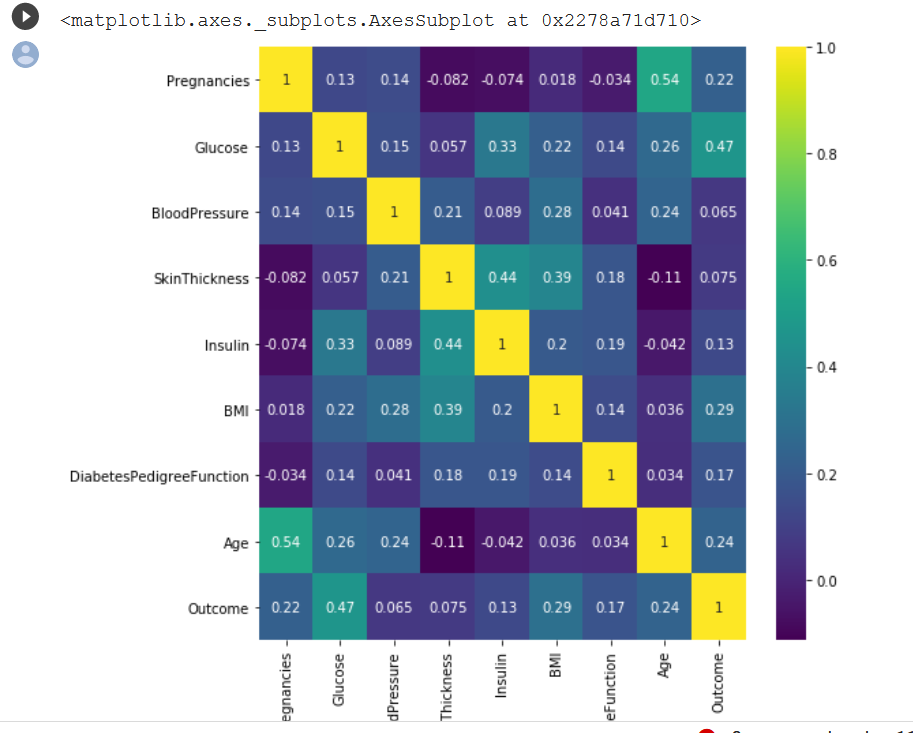 <matplotlib.axes._subplots.AxesSubplot at 0x2278a71d710>
1.0
Pregnancies 1 0.13 0.14 -0.082 -0.074 0.018 -0.034 0.54 0.22
0.8
Glucose 0.13 1 0.15 0.057 0.33 0.22 0.14 0.26 0.47
BloodPressure 0.14 0.15 1 0.21 0.089 0.28 0.041 0.24 0.065
0.6
SkinThickness -0.082 0.057 0.21 1 0.44 0.39 0.18 -0.11 0.075
Insulin -0.074 0.33 0.089 0.44 1 0.2 0.19 -0.042 0.13
0.4
BMI 0.018 0.22 0.28 0.39 0.2 1 0.14 0.036 0.29
DiabetesPedigreeFunction -0.034 0.14 0.041 0.18 0.19 0.14 1 0.034 0.17
0.2
Age 0.54 0.26 0.24 -0.11 -0.042 0.036 0.034 1 0.24
0.0
Outcome 0.22 0.47 0.065 0.075 0.13 0.29 0.17 0.24 1
egnancies
Glucose
dPressure
Thickness
Insulin
BMI
eFunction
Age
Outcome